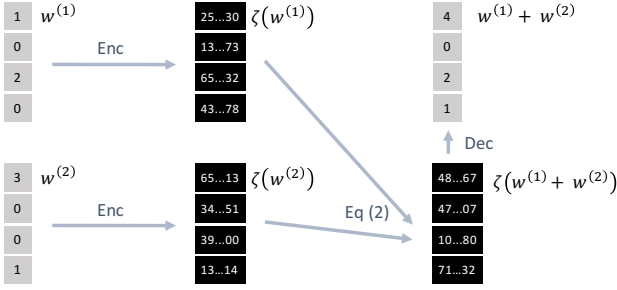 1 w^(1)
0
2
0
Enc
25...30 ζ(w^(1))
13...73
65...32
43...78
4 w^(1) + w^(2)
0
2
1
Dec
3 w^(2)
0
0
1
Enc
65...13 ζ(w^(2))
34...51
39...00
13...14
Eq (2)
48...67 ζ(w^(1) + w^(2))
47...07
10...80
71...32